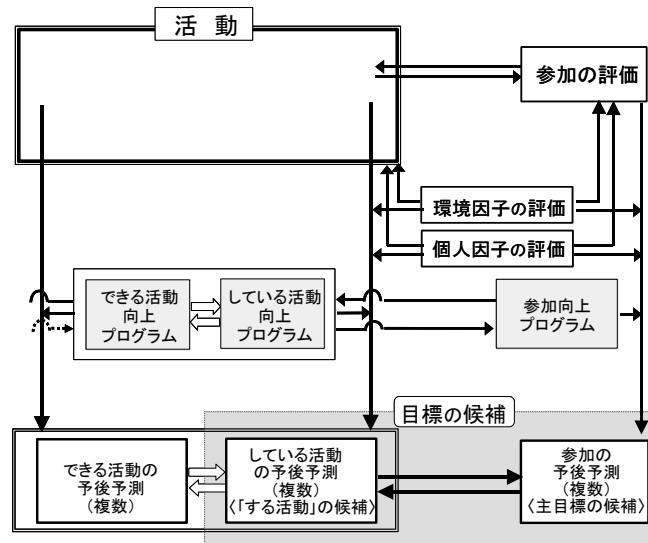 活 動
参加の評価
環境因子の評価
個人因子の評価
できる活動
向上
プログラム
している活動
向上
プログラム
参加向上
プログラム
目標の候補
できる活動の
予後予測
(複数)
している活動
の予後予測
(複数)
〈「する活動」の候補〉
参加の
予後予測
(複数)
〈主目標の候補〉